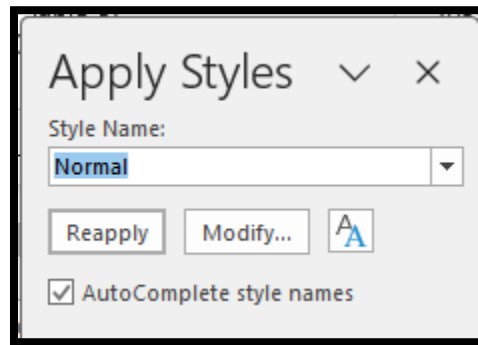 Apply Styles
Style Name:
Normal
Reapply Modify...
AutoComplete style names